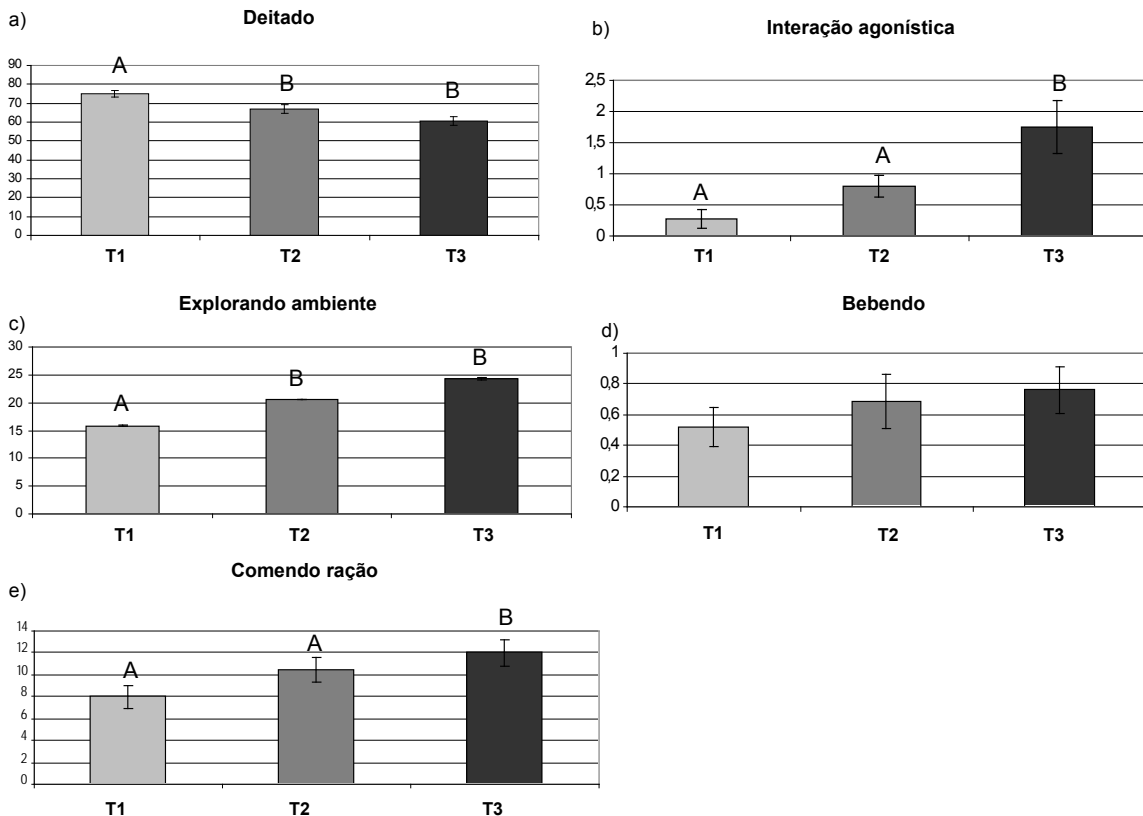 a)
Deitado
90
80
70
60
50
40
30
20
10
0
A
B
B
T1 T2 T3
b)
Interação agonística
2,5
2
1,5
1
0,5
0
A
A
B
T1 T2 T3
c)
Explorando ambiente
30
25
20
15
10
5
0
A
B
B
T1 T2 T3
d)
Bebendo
1
0,8
0,6
0,4
0,2
0
T1 T2 T3
e)
Comendo ração
14
12
10
8
6
4
2
0
A
A
B
T1 T2 T3